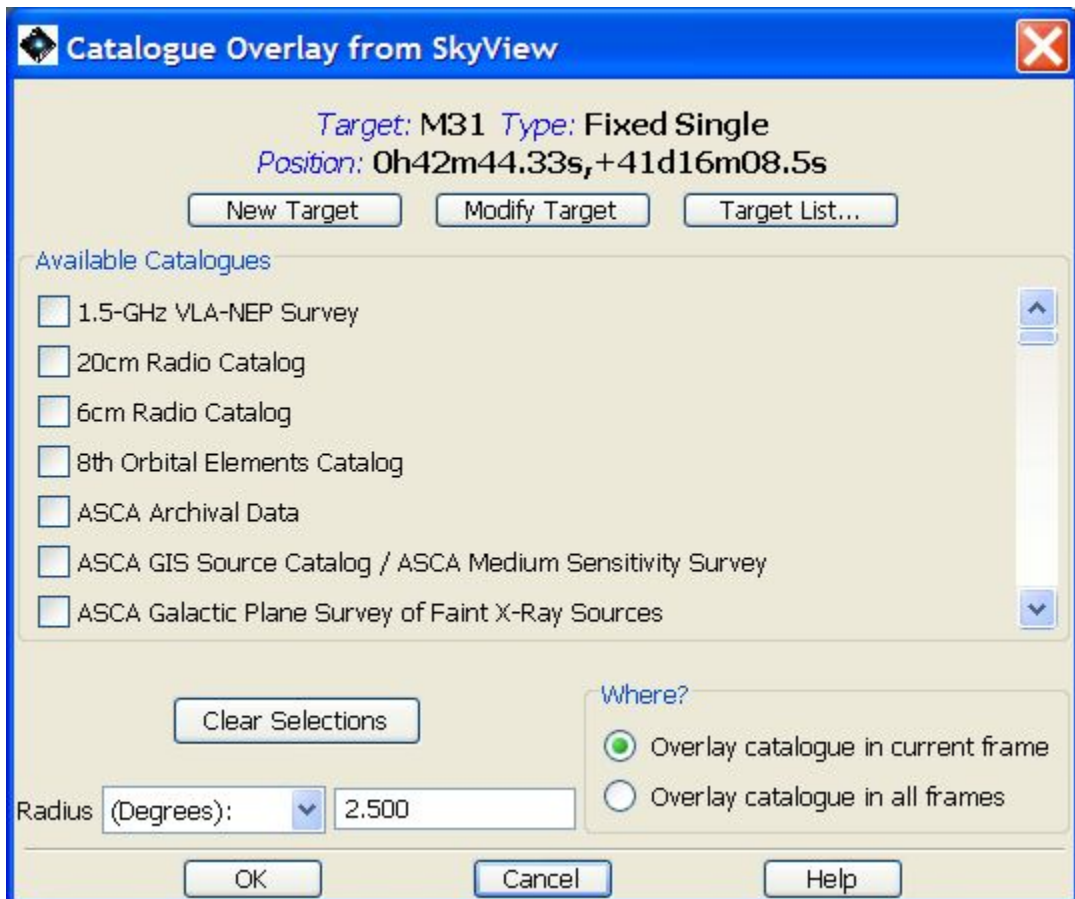 Catalogue Overlay from SkyView
Target: M31 Type: Fixed Single
Position: 0h42m44.33s,+41d16m08.5s
New Target Modify Target Target List...
Available Catalogues
1.5-GHz VLA-NEP Survey
20cm Radio Catalog
6cm Radio Catalog
8th Orbital Elements Catalog
ASCA Archival Data
ASCA GIS Source Catalog / ASCA Medium Sensitivity Survey
ASCA Galactic Plane Survey of Faint X-Ray Sources
Clear Selections
Where?
Overlay catalogue in current frame
Overlay catalogue in all frames
Radius (Degrees): 2.500
OK Cancel Help